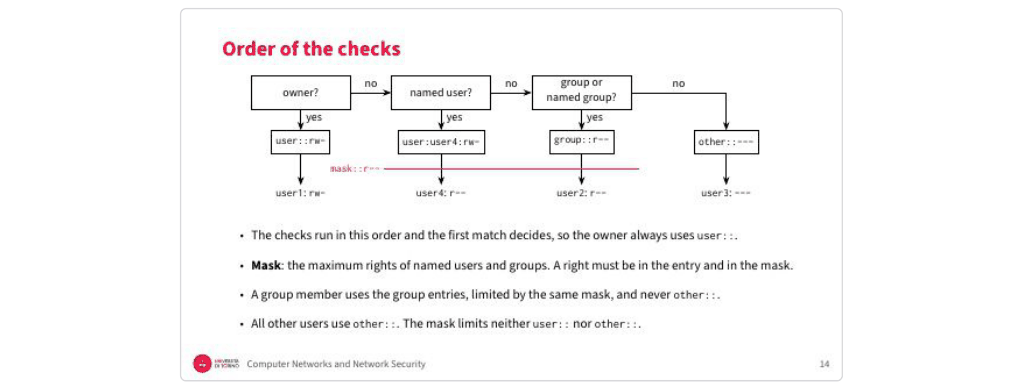 Order of the checks
owner?
no
named user?
no
group or
named group?
no
yes
yes
yes
user::rw-
user:user4:rw-
group::r--
other::---
mask::r--
user1: rw-
user4: r--
user2: r--
user3: ---
• The checks run in this order and the first match decides, so the owner always uses user::.
• Mask: the maximum rights of named users and groups. A right must be in the entry and in the mask.
• A group member uses the group entries, limited by the same mask, and never other::.
• All other users use other::. The mask limits neither user:: nor other::.
UNIVERSITÀ
DI TORINO
Computer Networks and Network Security
14